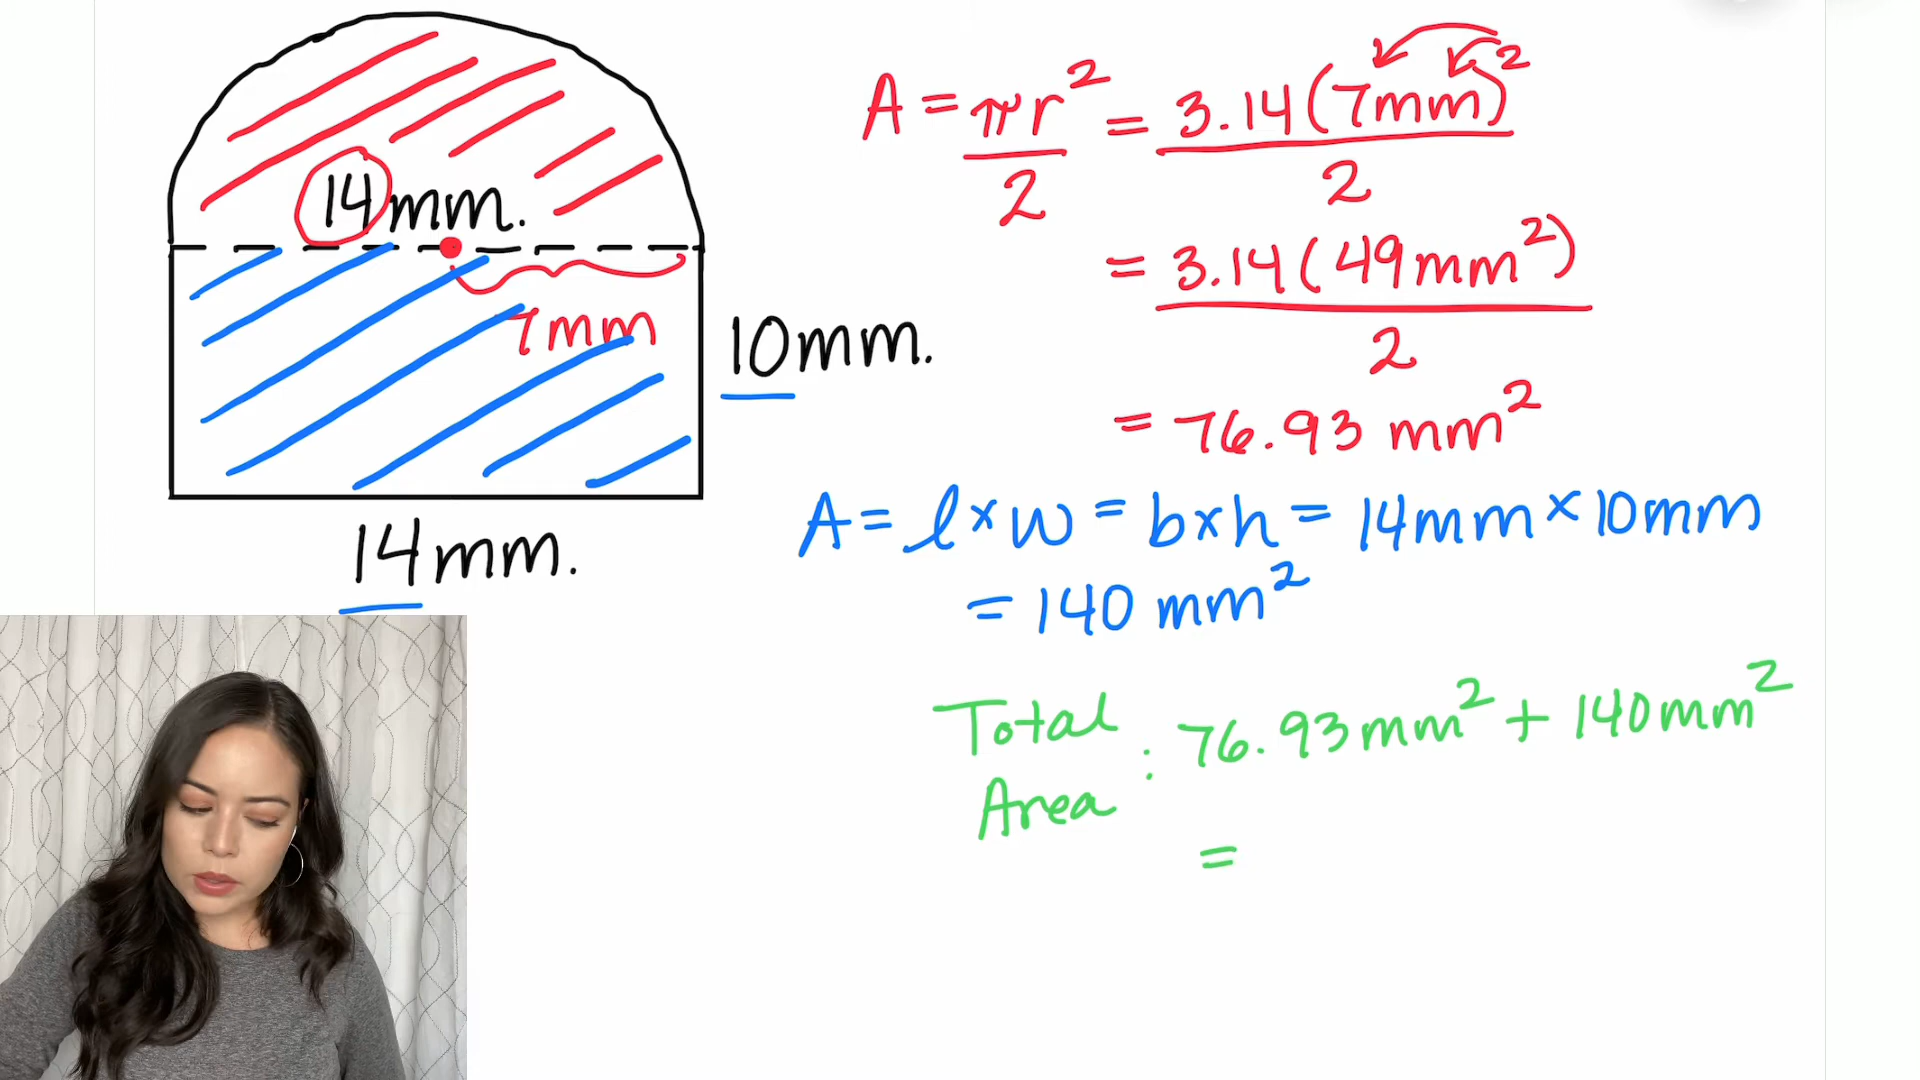 14mm.
7mm
10mm.
14mm.
A = πr² / 2 = 3.14(7mm)² / 2
= 3.14(49mm²) / 2
= 76.93 mm²
A = l × w = b × h = 14mm × 10mm
= 140 mm²
Total Area : 76.93mm² + 140mm²
=